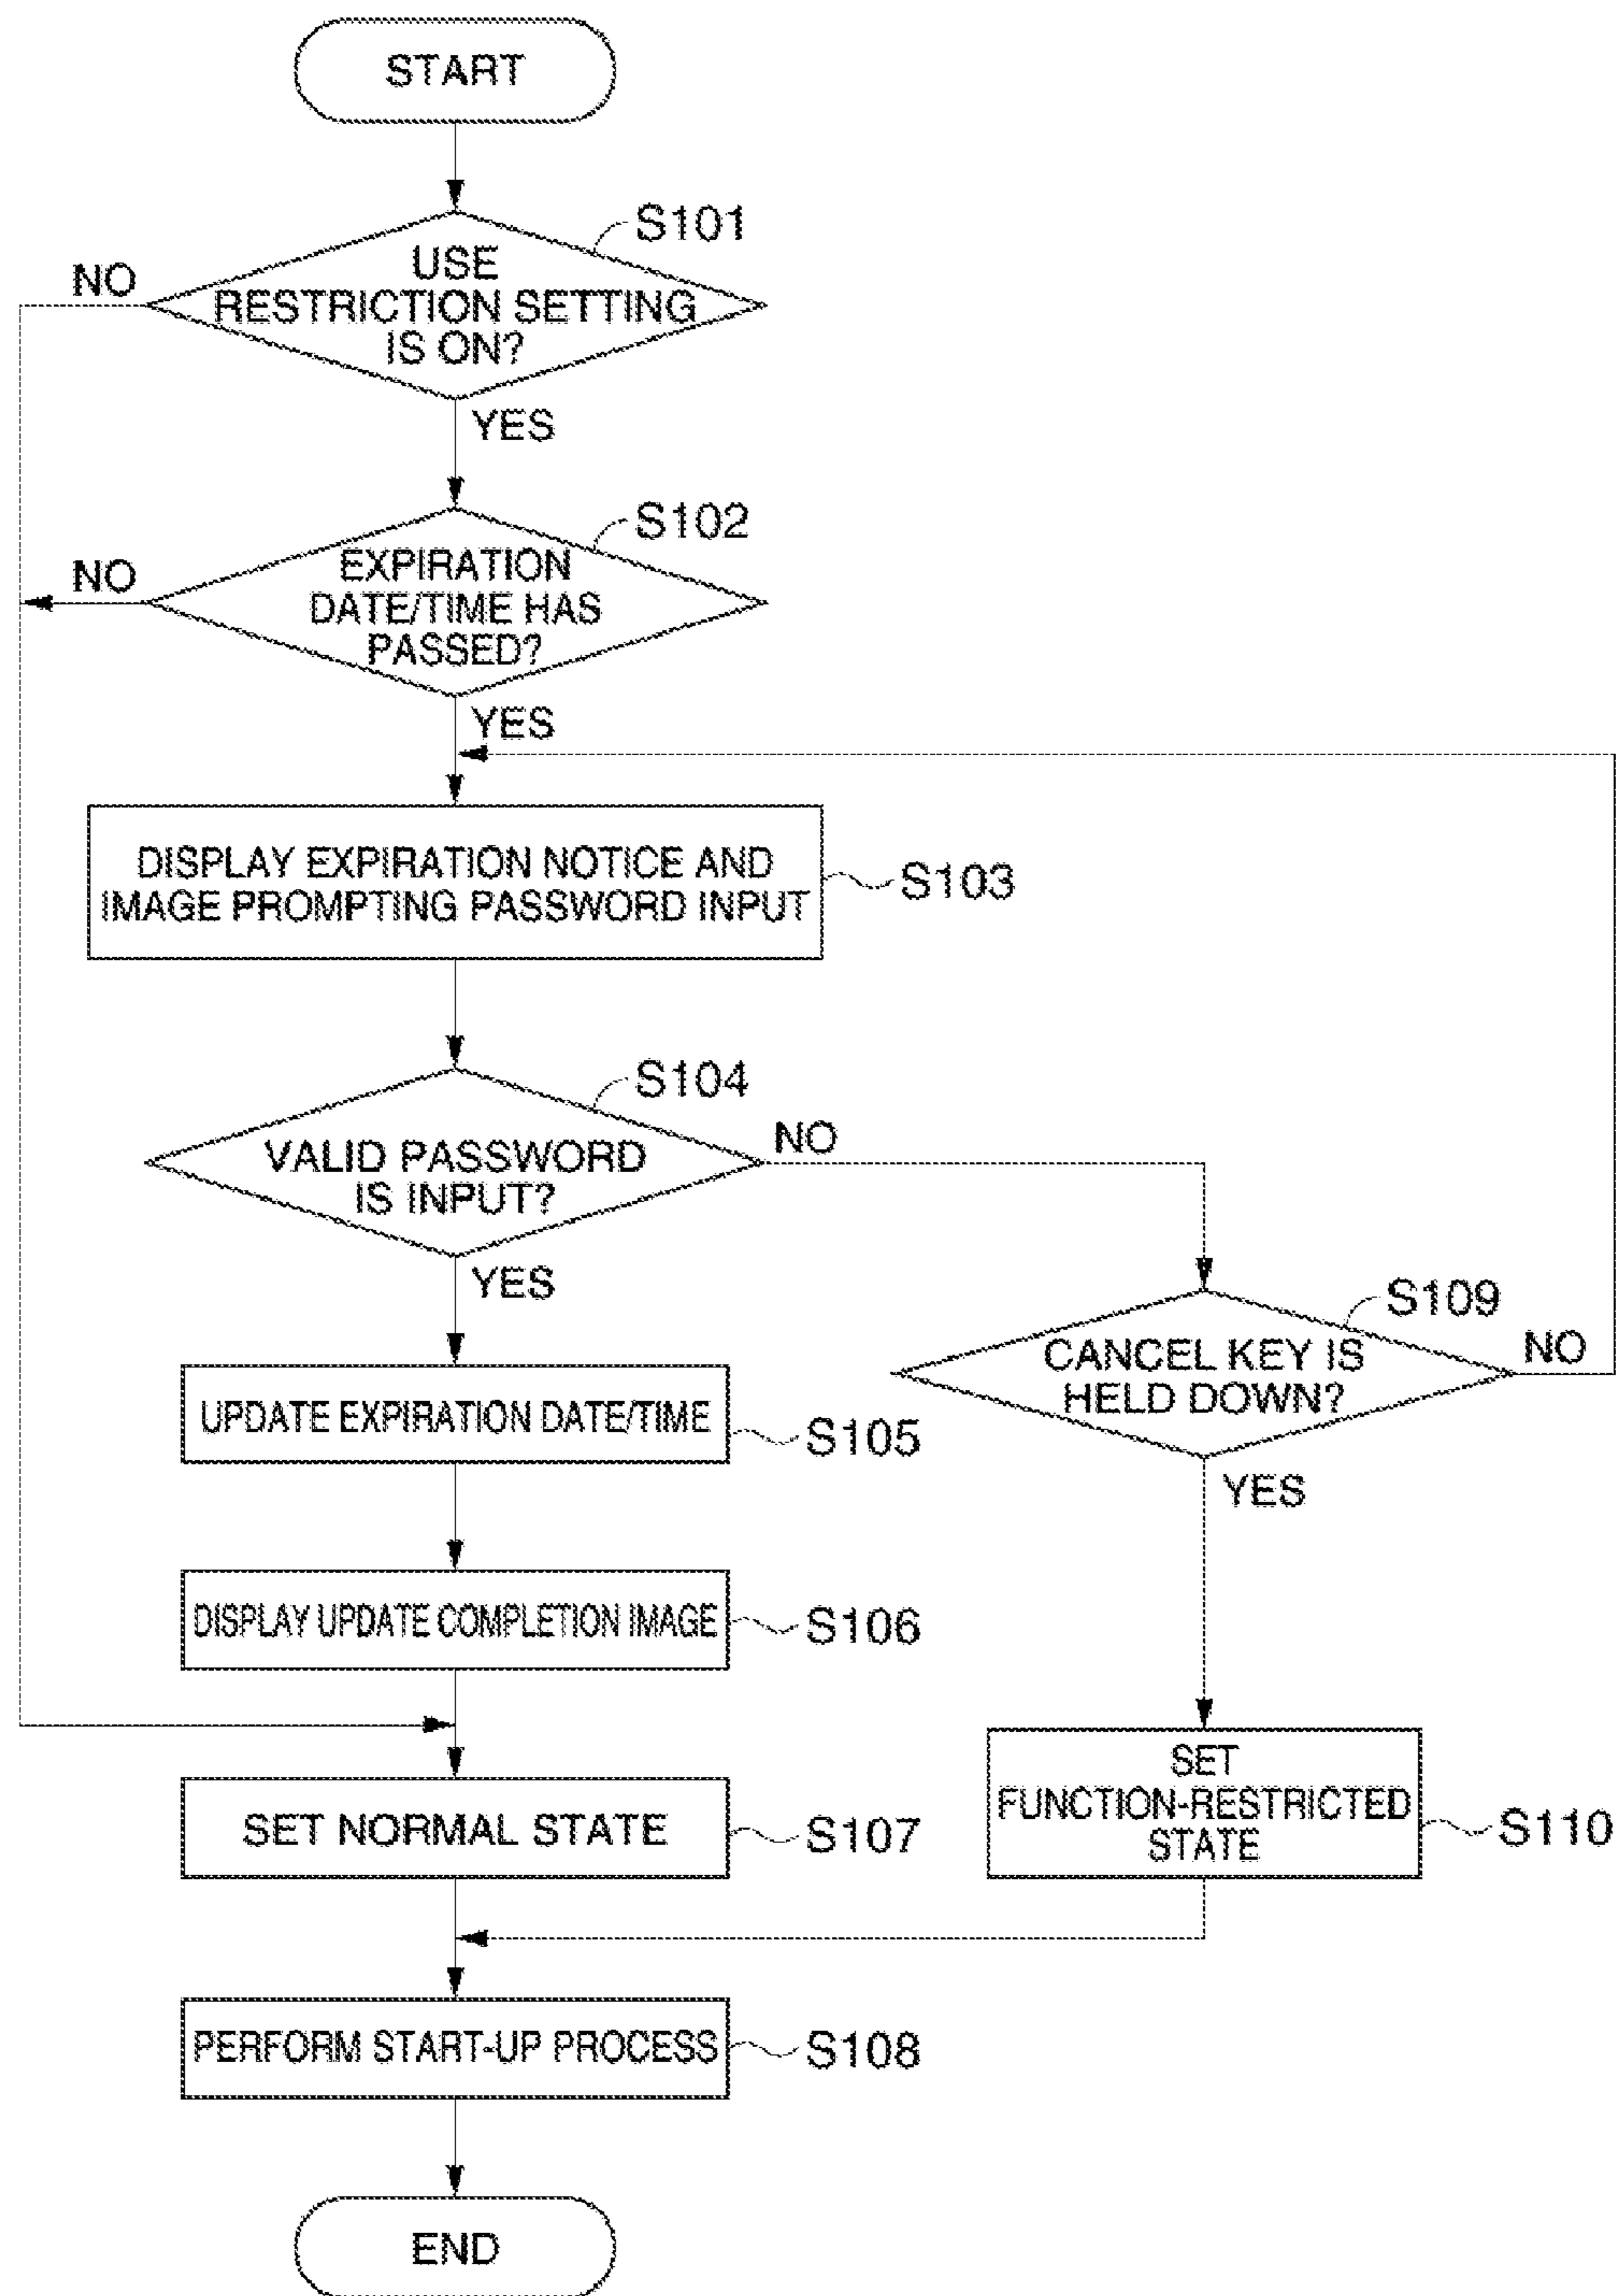 START
S101
NO
USE
RESTRICTION SETTING
IS ON?
YES
S102
NO
EXPIRATION
DATE/TIME HAS
PASSED?
YES
DISPLAY EXPIRATION NOTICE AND
IMAGE PROMPTING PASSWORD INPUT
S103
S104
NO
VALID PASSWORD
IS INPUT?
YES
S109
NO
CANCEL KEY IS
HELD DOWN?
YES
UPDATE EXPIRATION DATE/TIME
S105
DISPLAY UPDATE COMPLETION IMAGE
S106
SET NORMAL STATE
S107
SET
FUNCTION-RESTRICTED
STATE
S110
PERFORM START-UP PROCESS
S108
END